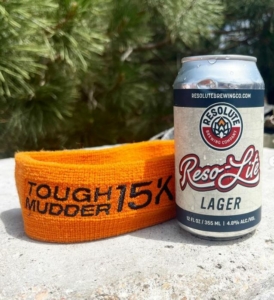 RESOLUTEBREWINGCO.COM
RESOLUTE
BREWING COMPANY
Reso-Lite
LAGER
12 FL OZ / 355 ML | 4.0% ALC./VOL
TOUGH
MUDDER 15K